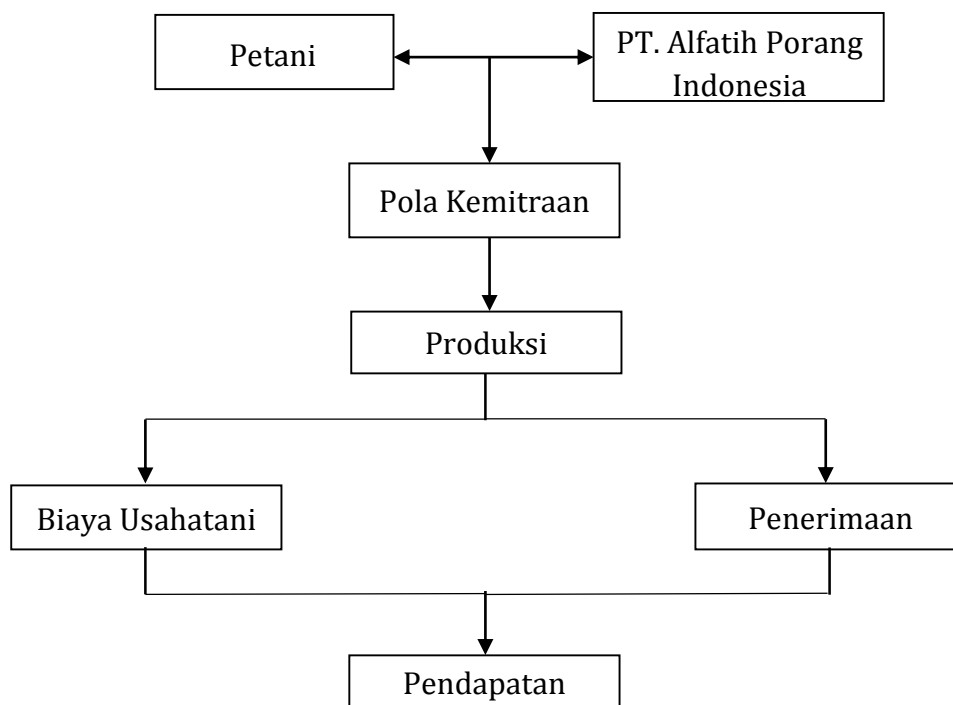 Petani
PT. Alfatih Porang
Indonesia
Pola Kemitraan
Produksi
Biaya Usahatani
Penerimaan
Pendapatan